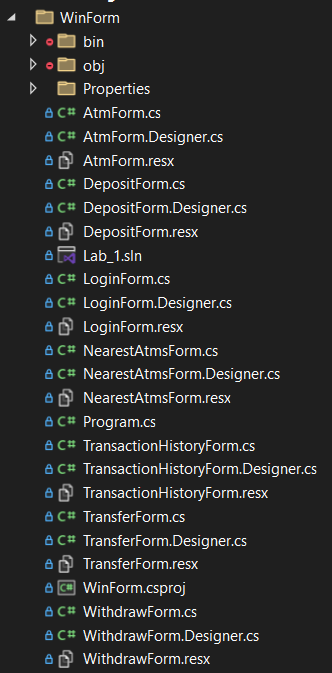 WinForm
bin
obj
Properties
AtmForm.cs
AtmForm.Designer.cs
AtmForm.resx
DepositForm.cs
DepositForm.Designer.cs
DepositForm.resx
Lab_1.sln
LoginForm.cs
LoginForm.Designer.cs
LoginForm.resx
NearestAtmsForm.cs
NearestAtmsForm.Designer.cs
NearestAtmsForm.resx
Program.cs
TransactionHistoryForm.cs
TransactionHistoryForm.Designer.cs
TransactionHistoryForm.resx
TransferForm.cs
TransferForm.Designer.cs
TransferForm.resx
WinForm.csproj
WithdrawForm.cs
WithdrawForm.Designer.cs
WithdrawForm.resx